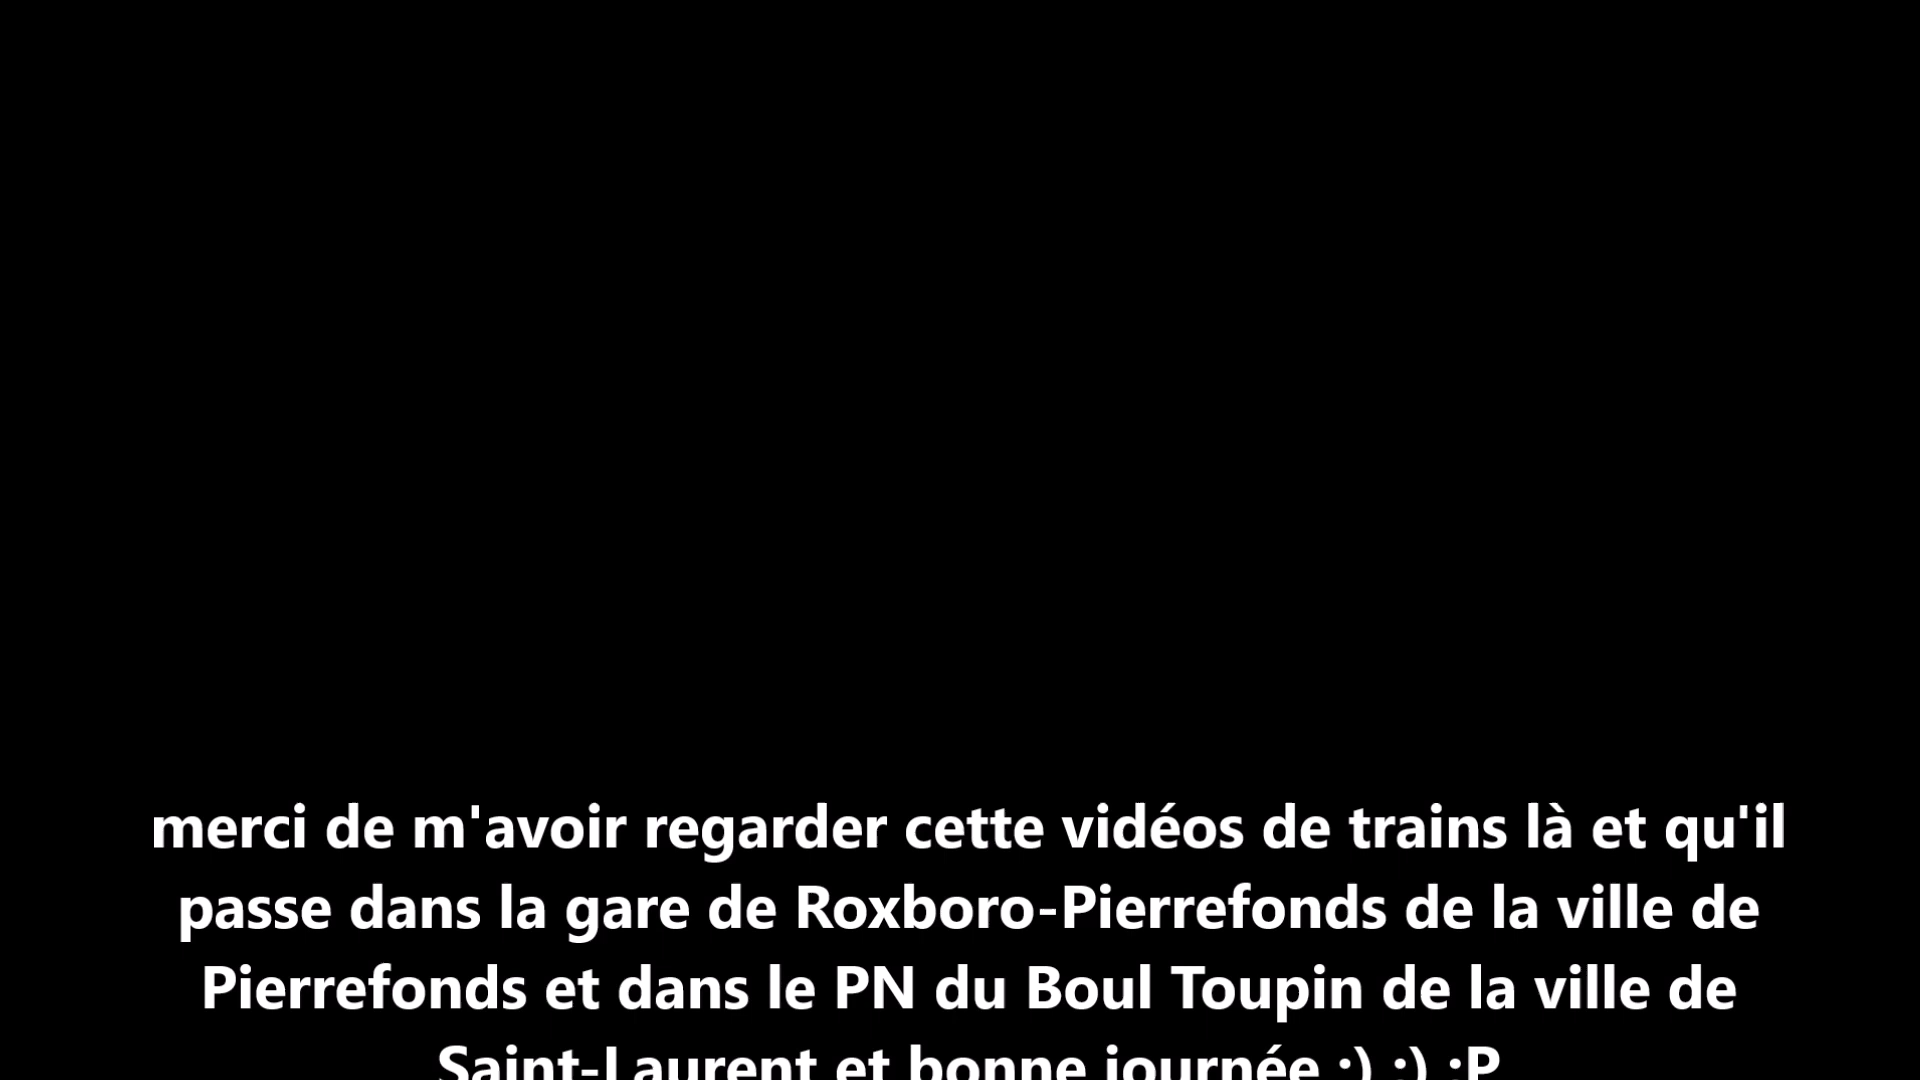 merci de m'avoir regarder cette vidéos de trains là et qu'il
passe dans la gare de Roxboro-Pierrefonds de la ville de
Pierrefonds et dans le PN du Boul Toupin de la ville de
Saint-Laurent et bonne journée :) :) :P